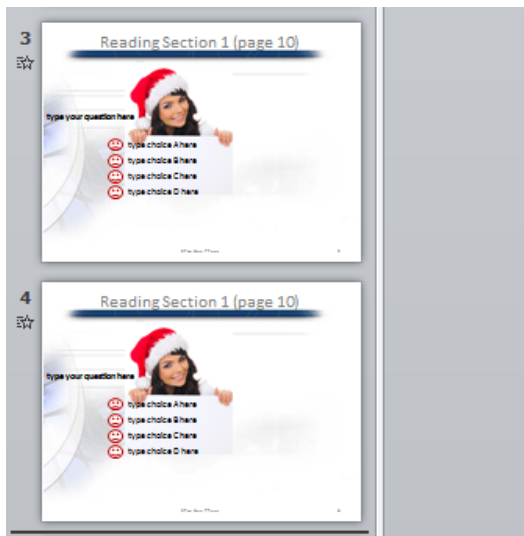 3
Reading Section 1 (page 10)
type your question here
type choice A here
type choice B here
type choice C here
type choice D here
4
Reading Section 1 (page 10)
type your question here
type choice A here
type choice B here
type choice C here
type choice D here